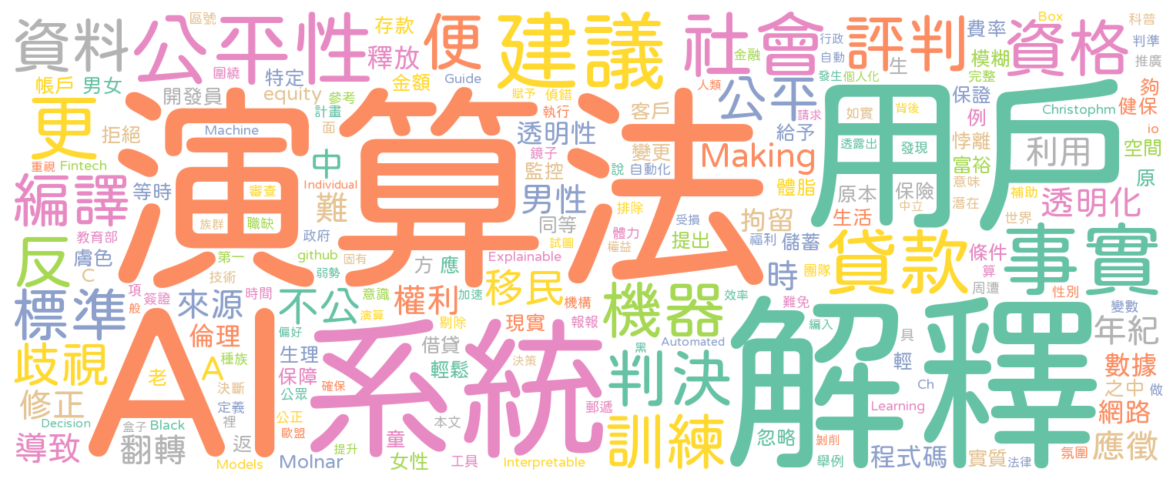 資料
公平性
便
建議
社會
評判
資格
區號
存款
釋放
圍繞
帳戶
男女
特定
金額
Guide
開發員
equity
計畫
參考
賦予
偵錯
執行
面
金融
行政
自動
發生
個人化
人類
費率
模糊
生
完整
Box
科普
判準
推廣
更
演算法
用戶
拒絕
Machine
中
透明性
客戶
公平
給予
請求
如實
背後
透露出
發現
保證
例
悖離
富裕
Christophm
夠
健保
io
空間
利用
原
重視
Fintech
等時
審查
Individual
難
鏡子
監控
變更
說
自動化
Making
體脂
原本
保險
中立
意味
潛在
補助
世界
透明化
編譯
族群
職缺
男性
同等
排除
拘留
生活
教育部
膚色
政府
試圖
體力
權益
受損
提出
福利
儲蓄
反
C
第一
技術
github
弱勢
固有
方
應
Explainable
時
團隊
貸款
條件
算
周遭
性別
事實
標準
項
簽證
時間
來源
不公
意識
權利
加速
移民
機構
機器
效率
難免
編入
變數
倫理
般
偏好
演算
剔除
現實
報報
黑
Automated
具
年紀
歧視
種族
AI
系統
解釋
老
A
生理
保障
借貸
輕鬆
決策
判決
輕
Ch
數據
之中
做
修正
決斷
定義
確保
公眾
郵遞
Learning
網路
Decision
盒子
Black
裡
公正
歐盟
童
本文
訓練
忽略
剝削
氛圍
應徵
導致
翻轉
返
Models
Molnar
提升
女性
工具
Interpretable
舉例
程式碼
實質
法律